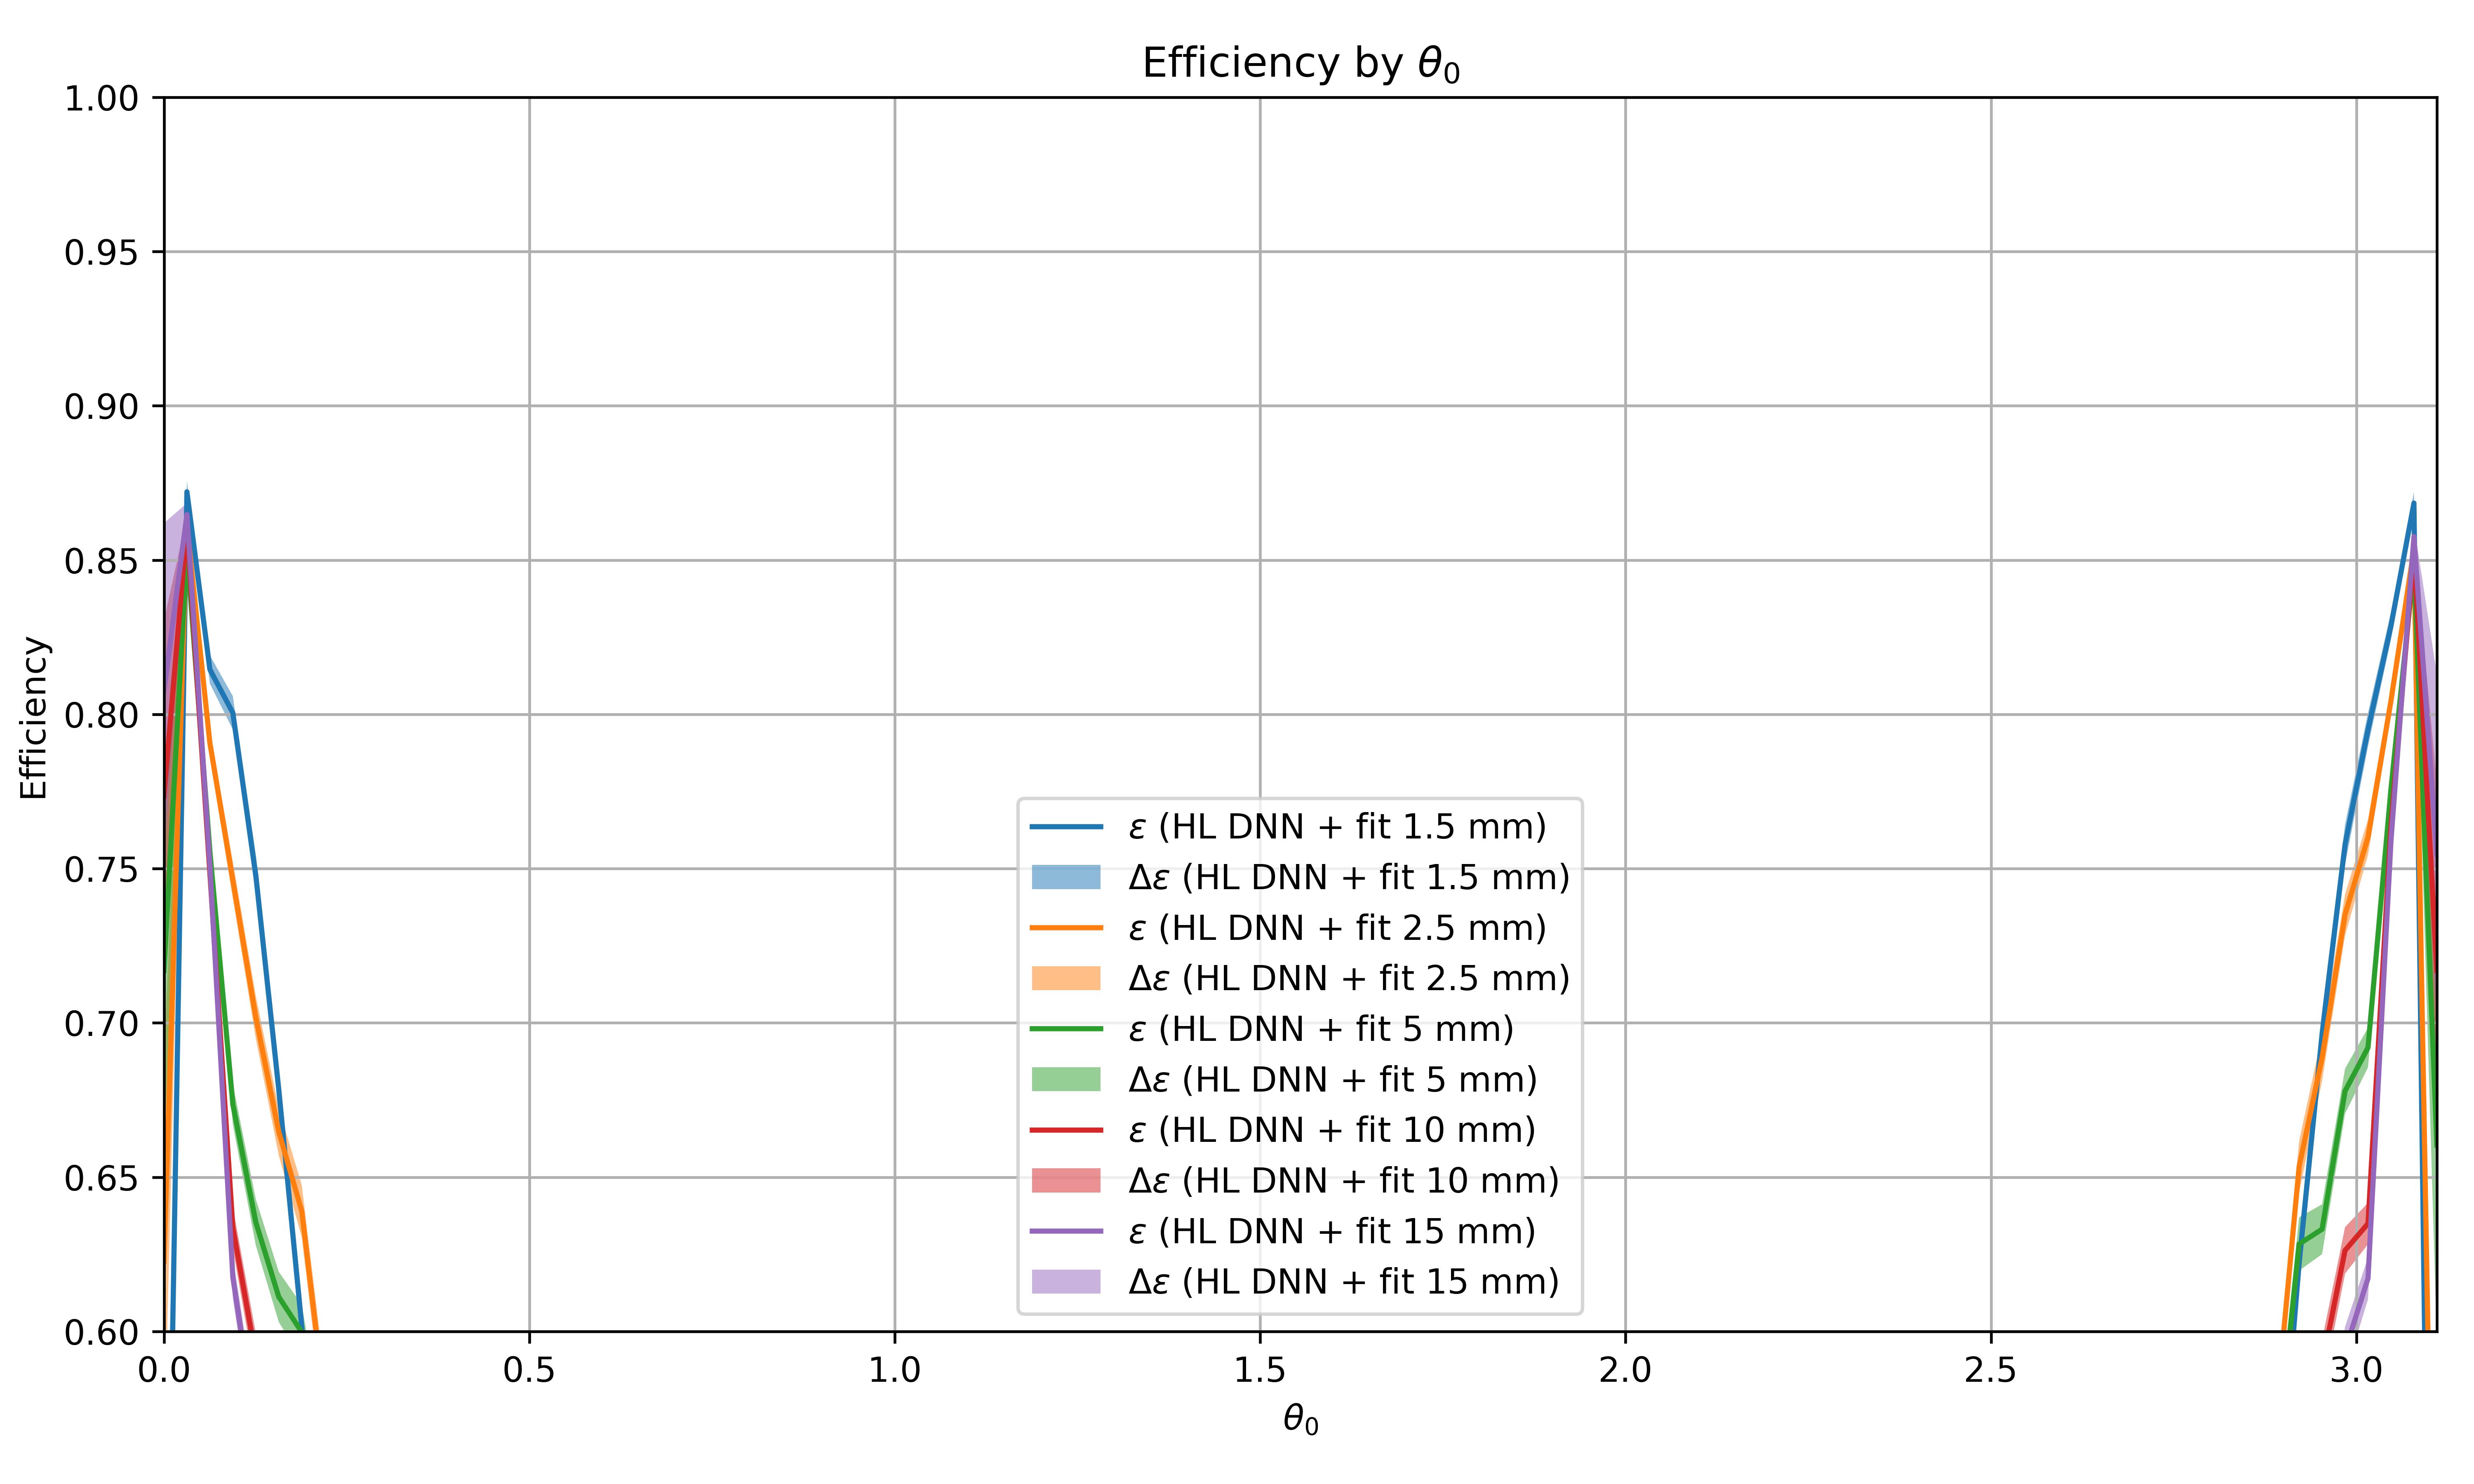 Efficiency by θ₀
1.00
0.95
0.90
0.85
0.80
0.75
0.70
0.65
0.60
Efficiency
ε (HL DNN + fit 1.5 mm)
Δε (HL DNN + fit 1.5 mm)
ε (HL DNN + fit 2.5 mm)
Δε (HL DNN + fit 2.5 mm)
ε (HL DNN + fit 5 mm)
Δε (HL DNN + fit 5 mm)
ε (HL DNN + fit 10 mm)
Δε (HL DNN + fit 10 mm)
ε (HL DNN + fit 15 mm)
Δε (HL DNN + fit 15 mm)
0.0 0.5 1.0 1.5 2.0 2.5 3.0
θ₀